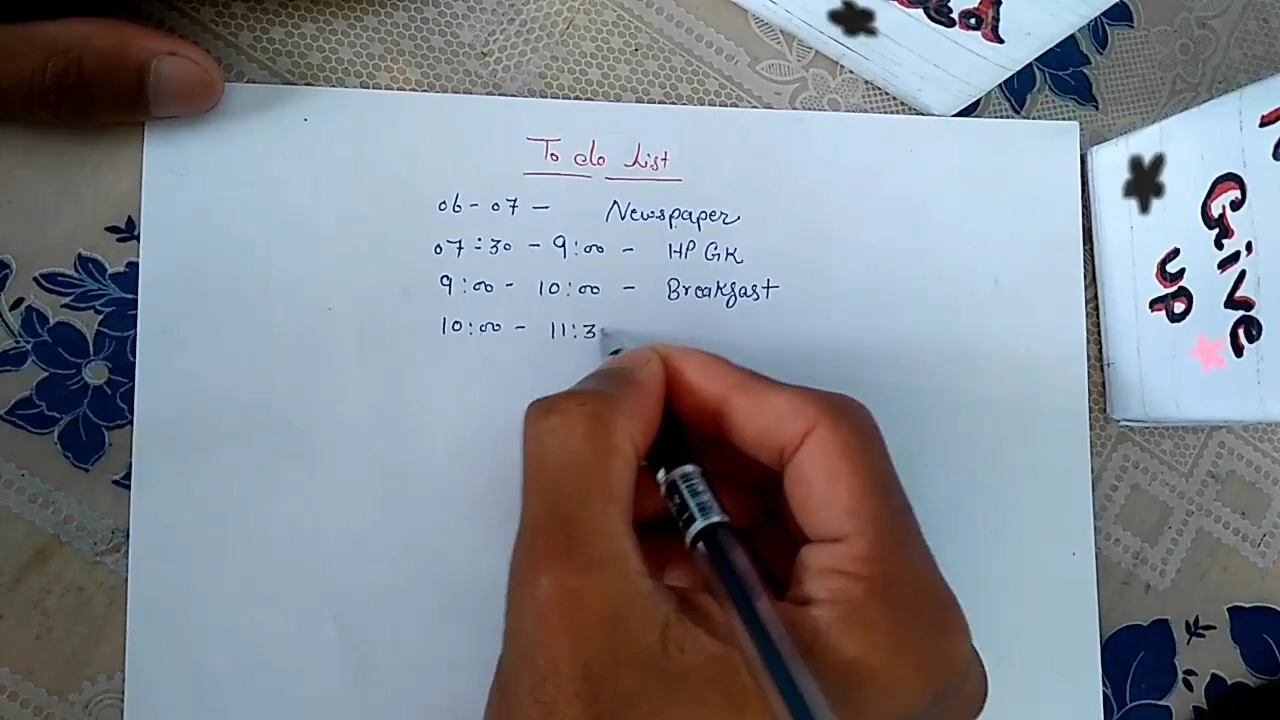 To do list
06 - 07 - Newspaper
07:30 - 9:00 - HP GK
9:00 - 10:00 - Breakfast
10:00 - 11:3
Give
up